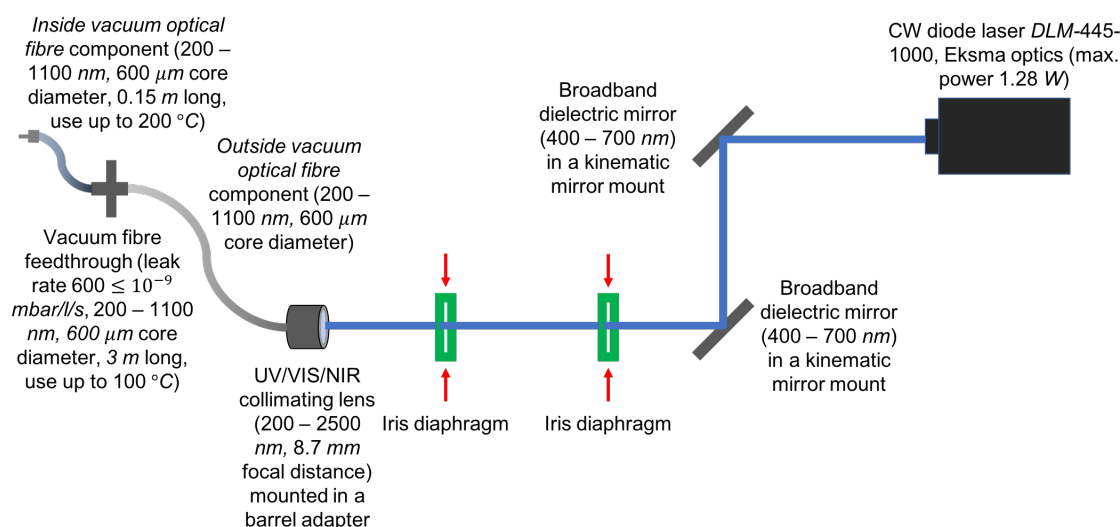 Inside vacuum optical
fibre component (200 –
1100 nm, 600 μm core
diameter, 0.15 m long,
use up to 200 °C)
Outside vacuum
optical fibre
component (200 –
1100 nm, 600 μm
core diameter)
Vacuum fibre
feedthrough (leak
rate 600 ≤ 10⁻⁹
mbar/l/s, 200 – 1100
nm, 600 μm core
diameter, 3 m long,
use up to 100 °C)
UV/VIS/NIR
collimating lens
(200 – 2500
nm, 8.7 mm
focal distance)
mounted in a
barrel adapter
Iris diaphragm
Iris diaphragm
Broadband
dielectric mirror
(400 – 700 nm)
in a kinematic
mirror mount
Broadband
dielectric mirror
(400 – 700 nm)
in a kinematic
mirror mount
CW diode laser DLM-445-
1000, Eksma optics (max.
power 1.28 W)